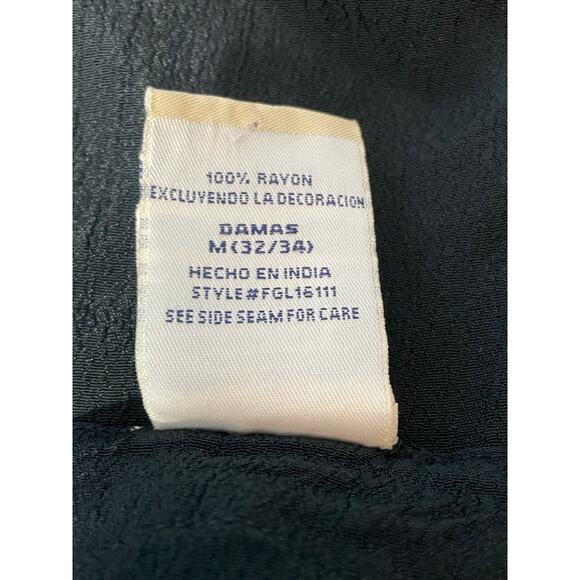 100% RAYON
EXCLUYENDO LA DECORACION
DAMAS
M(32/34)
HECHO EN INDIA
STYLE#FGL16111
SEE SIDE SEAM FOR CARE